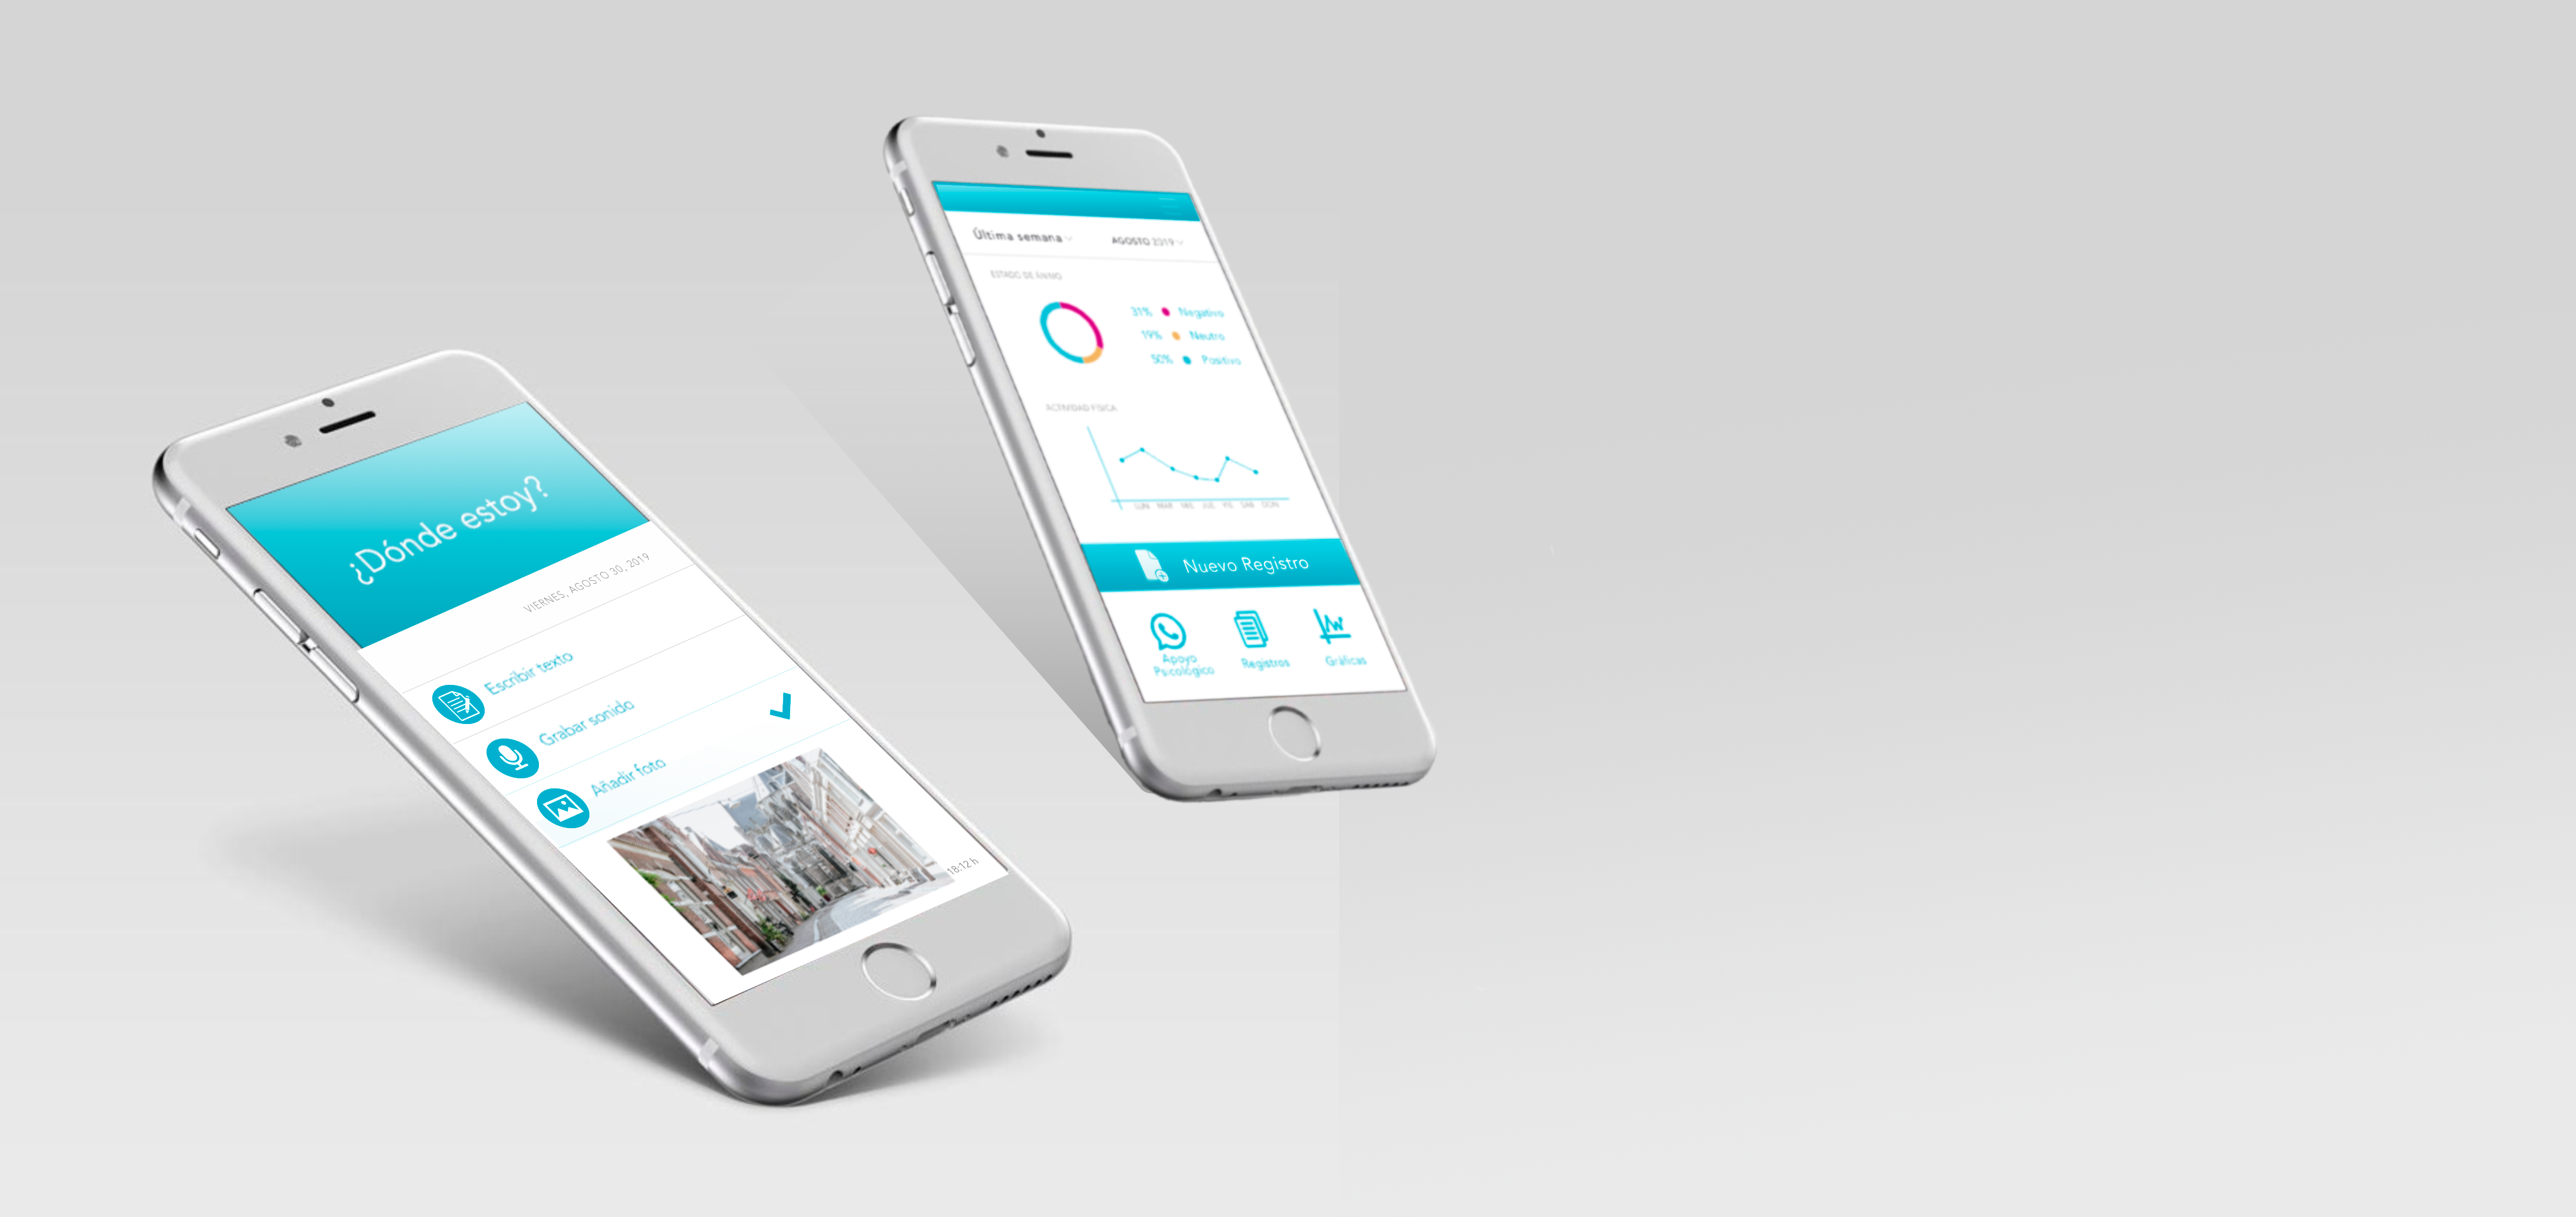 ¿Dónde estoy?
VIERNES, AGOSTO 30, 2019
Escribir texto
Grabar sonido
Añadir foto
18:12 h
Última semana
AGOSTO 2019
ESTADO DE ÁNIMO
31% Negativo
19% Neutro
50% Positivo
ACTIVIDAD FÍSICA
LUN MAR MIE JUE VIE SAB DOM
Nuevo Registro
Apoyo
Psicológico
Registros
Gráficas